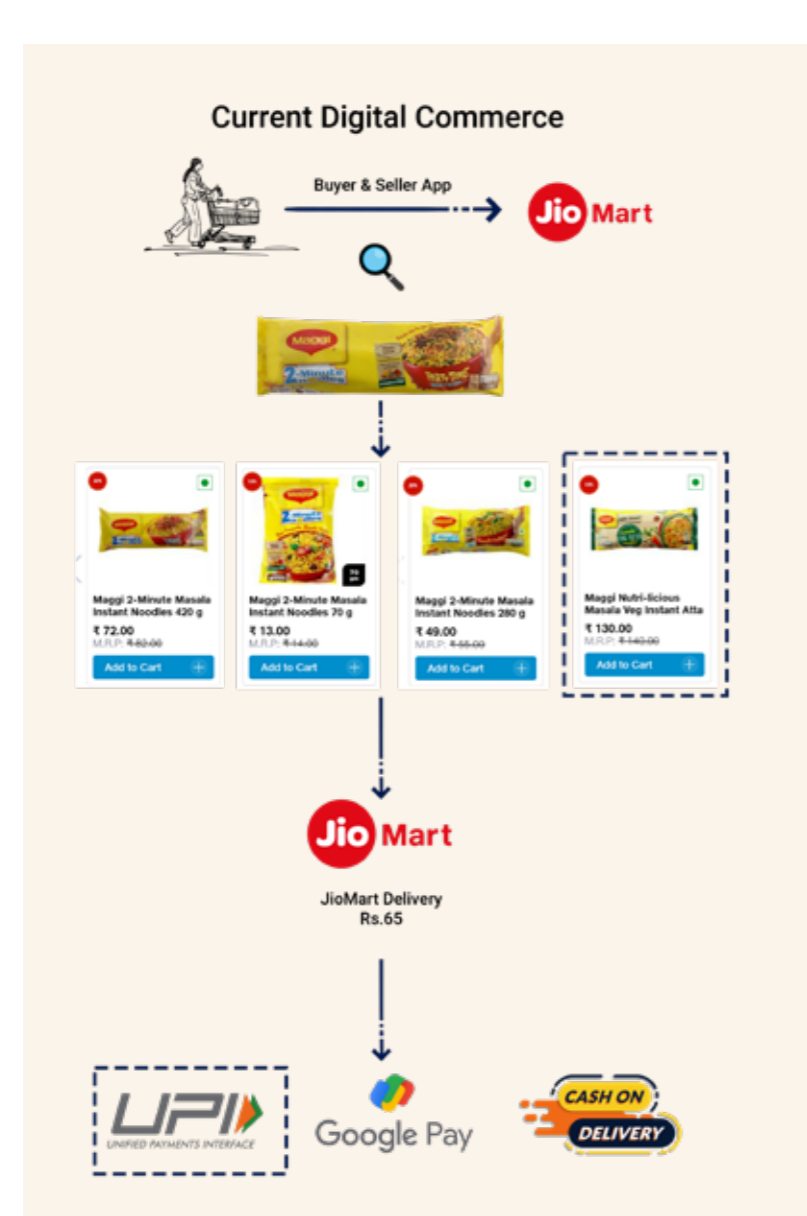 Current Digital Commerce
Buyer & Seller App
Jio Mart
Maggi
2-Minute
Maggi 2-Minute Masala
Instant Noodles 420 g
₹ 72.00
M.R.P: ₹ 82.00
Add to Cart
Maggi 2-Minute Masala
Instant Noodles 70 g
₹ 13.00
M.R.P: ₹ 14.00
Add to Cart
Maggi 2-Minute Masala
Instant Noodles 280 g
₹ 49.00
M.R.P: ₹ 55.00
Add to Cart
Maggi Nutri-licious
Masala Veg Instant Atta
₹ 130.00
M.R.P: ₹ 140.00
Add to Cart
Jio Mart
JioMart Delivery
Rs.65
UPI
UNIFIED PAYMENTS INTERFACE
Google Pay
CASH ON
DELIVERY